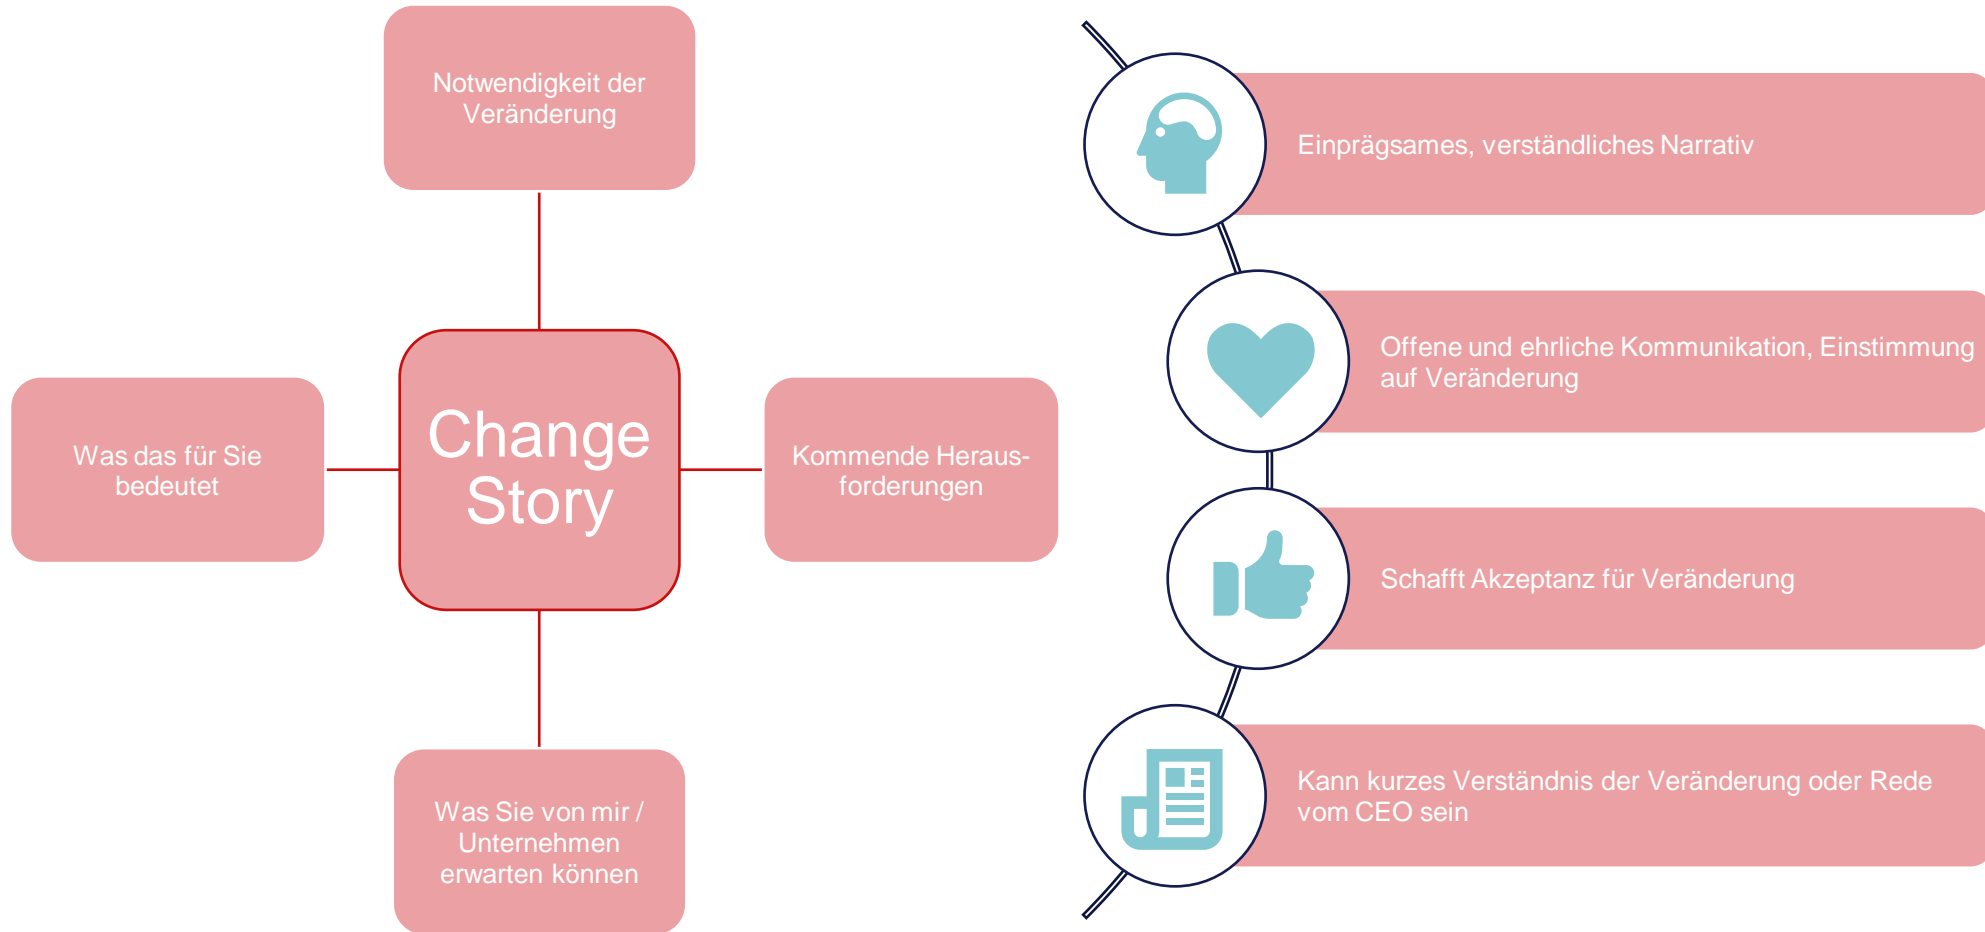 Notwendigkeit der
Veränderung
Was das für Sie
bedeutet
Change
Story
Kommende Heraus-
forderungen
Was Sie von mir /
Unternehmen
erwarten können
Einprägsames, verständliches Narrativ
Offene und ehrliche Kommunikation, Einstimmung
auf Veränderung
Schafft Akzeptanz für Veränderung
Kann kurzes Verständnis der Veränderung oder Rede
vom CEO sein